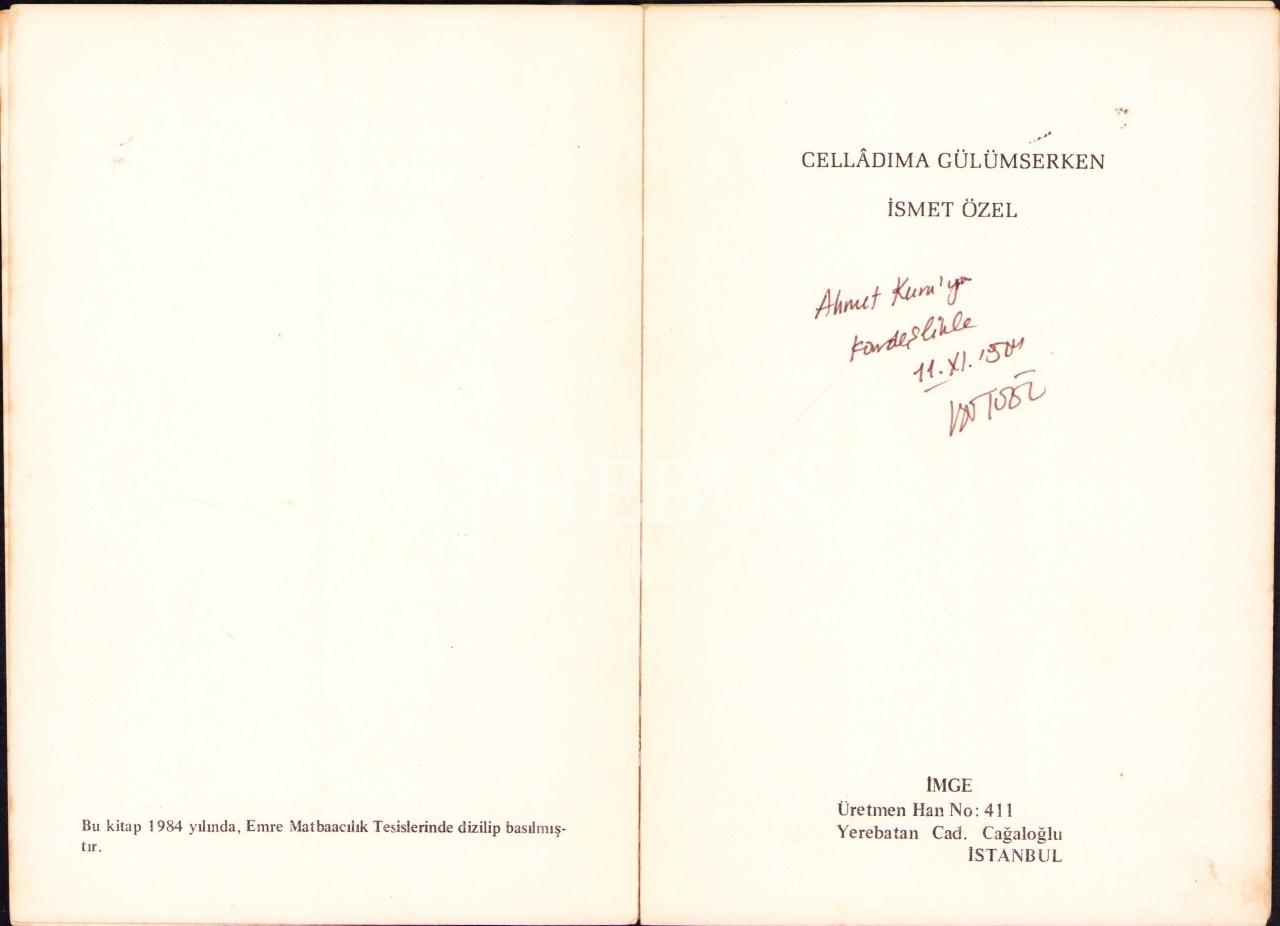 Bu kitap 1984 yılında, Emre Matbaacılık Tesislerinde dizilip basılmış-
tır.
CELLÂDIMA GÜLÜMSERKEN
İSMET ÖZEL
Ahmet Kuru'ya
kardeşlikle
11.XI.
PHEBUS
İMGE
Üretmen Han No: 411
Yerebatan Cad. Cağaloğlu
İSTANBUL